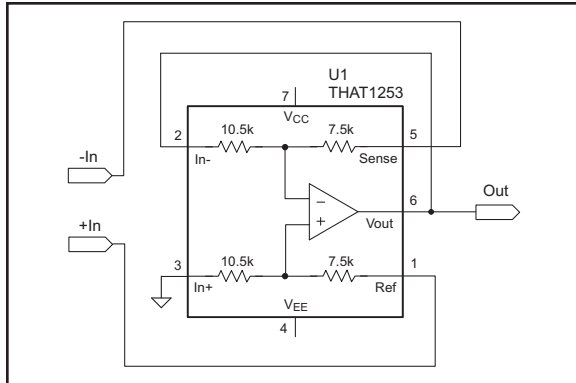 U1
THAT1253
7
VCC
10.5k
7.5k
2
5
In-
Sense
-In
−
6
Out
+
Vout
+In
10.5k
7.5k
3
1
In+
Ref
VEE
4